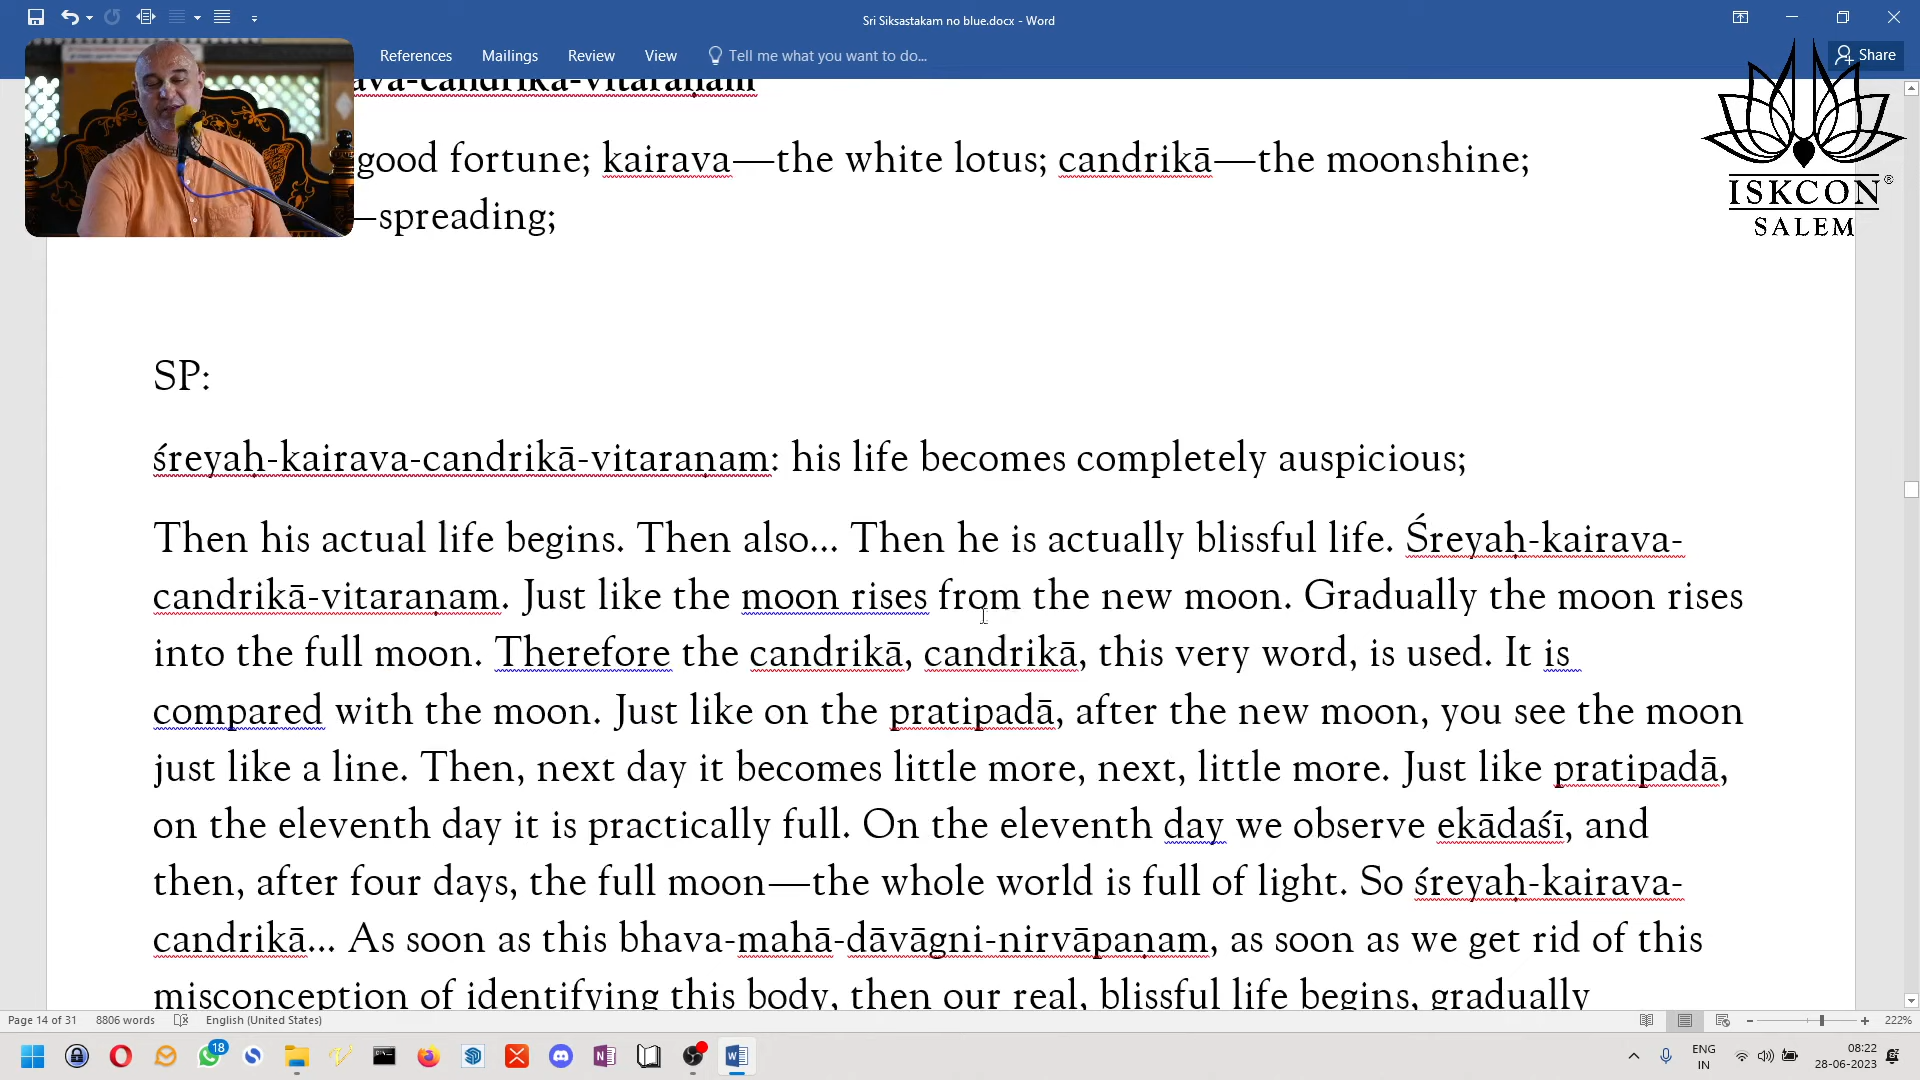 Sri Siksastakam no blue.docx - Word
References Mailings Review View Tell me what you want to do... Share
ava-candrikā-vitaraṇam
good fortune; kairava—the white lotus; candrikā—the moonshine;
—spreading;
ISKCON®
SALEM
SP:
śreyaḥ-kairava-candrikā-vitaraṇam: his life becomes completely auspicious;
Then his actual life begins. Then also... Then he is actually blissful life. Śreyaḥ-kairava-
candrikā-vitaraṇam. Just like the moon rises from the new moon. Gradually the moon rises
into the full moon. Therefore the candrikā, candrikā, this very word, is used. It is
compared with the moon. Just like on the pratipadā, after the new moon, you see the moon
just like a line. Then, next day it becomes little more, next, little more. Just like pratipadā,
on the eleventh day it is practically full. On the eleventh day we observe ekādaśī, and
then, after four days, the full moon—the whole world is full of light. So śreyaḥ-kairava-
candrikā... As soon as this bhava-mahā-dāvāgni-nirvāpaṇam, as soon as we get rid of this
misconception of identifying this body, then our real, blissful life begins, gradually
Page 14 of 31 8806 words English (United States) 222%
18 ENG 08:22
IN 28-06-2023